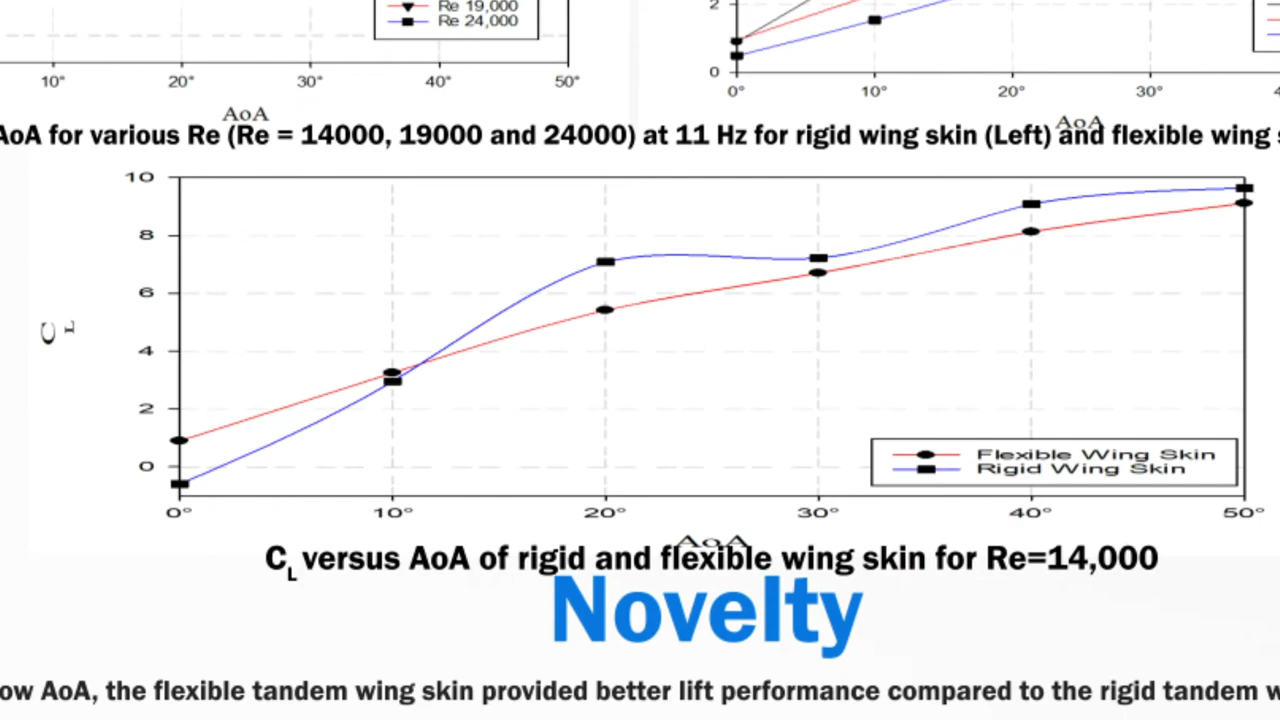 Re 19,000
Re 24,000
10° 20° 30° 40° 50°
AoA
2
0
0° 10° 20° 30°
AoA
AoA for various Re (Re = 14000, 19000 and 24000) at 11 Hz for rigid wing skin (Left) and flexible wing
10
8
6
4
2
0
C L
0° 10° 20° 30° 40° 50°
AoA
Flexible Wing Skin
Rigid Wing Skin
CL versus AoA of rigid and flexible wing skin for Re=14,000
Novelty
ow AoA, the flexible tandem wing skin provided better lift performance compared to the rigid tandem w